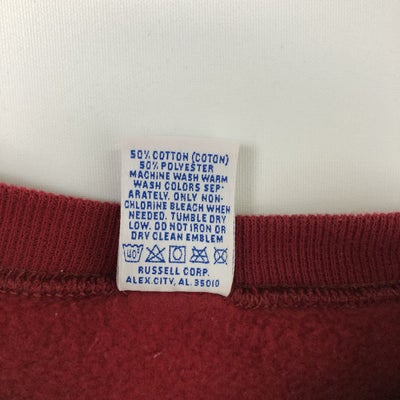 50% COTTON (COTON)
50% POLYESTER
MACHINE WASH WARM
WASH COLORS SEP-
ARATELY. ONLY NON-
CHLORINE BLEACH WHEN
NEEDED. TUMBLE DRY
LOW. DO NOT IRON OR
DRY CLEAN EMBLEM
40°
RUSSELL CORP.
ALEX.CITY, AL. 35010